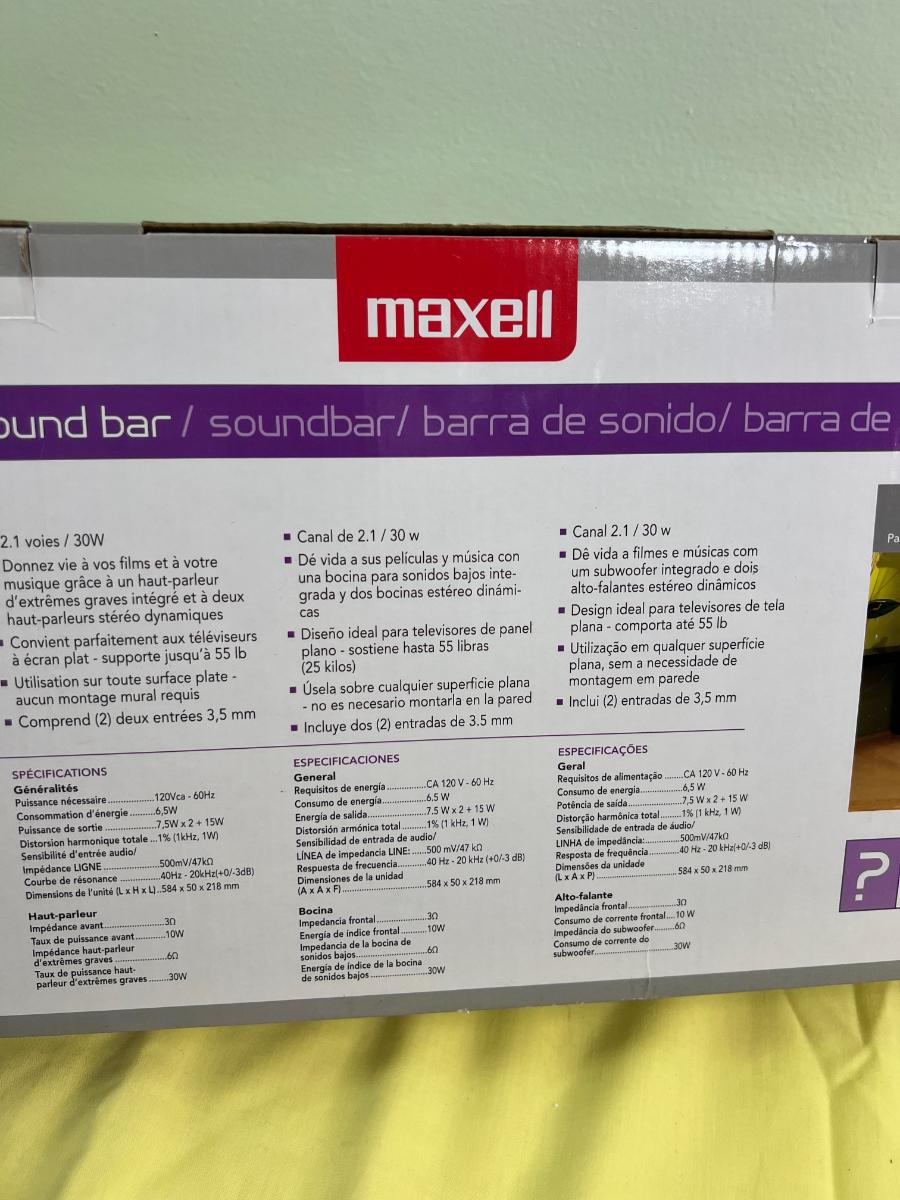 maxell
ound bar / soundbar/ barra de sonido/ barra de
2.1 voies / 30W
Donnez vie à vos films et à votre
musique grâce à un haut-parleur
d'extrêmes graves intégré et à deux
haut-parleurs stéréo dynamiques
▪ Convient parfaitement aux téléviseurs
à écran plat - supporte jusqu'à 55 lb
▪ Utilisation sur toute surface plate -
aucun montage mural requis
▪ Comprend (2) deux entrées 3,5 mm
SPÉCIFICATIONS
Généralités
Puissance nécessaire..................120Vca - 60Hz
Consommation d'énergie ..........6,5W
Puissance de sortie ....................7,5W x 2 + 15W
Distorsion harmonique totale ...1% (1kHz, 1W)
Sensibilité d'entrée audio/
Impédance LIGNE ......................500mV/47kΩ
Courbe de résonance ................40Hz - 20kHz(+0/-3dB)
Dimensions de l'unité (L x H x L)..584 x 50 x 218 mm
Haut-parleur
Impédance avant.......................3Ω
Taux de puissance avant...........10W
Impédance haut-parleur
d'extrêmes graves ....................6Ω
Taux de puissance haut-
parleur d'extrêmes graves .......30W
▪ Canal de 2.1 / 30 w
▪ Dé vida a sus películas y música con
una bocina para sonidos bajos inte-
grada y dos bocinas estéreo dinámi-
cas
▪ Diseño ideal para televisores de panel
plano - sostiene hasta 55 libras
(25 kilos)
▪ Úsela sobre cualquier superficie plana
- no es necesario montarla en la pared
▪ Incluye dos (2) entradas de 3.5 mm
ESPECIFICACIONES
General
Requisitos de energía ...............CA 120 V - 60 Hz
Consumo de energía.................6.5 W
Energía de salida.......................7.5 W x 2 + 15 W
Distorsión armónica total .........1% (1 kHz, 1 W)
Sensibilidad de entrada de audio/
LÍNEA de impedancia LINE: .....500 mV/47 kΩ
Respuesta de frecuencia...........40 Hz - 20 kHz (+0/-3 dB)
Dimensiones de la unidad
(A x A x F) .................................584 x 50 x 218 mm
Bocina
Impedancia frontal...................3Ω
Energía de índice frontal .........10W
Impedancia de la bocina de
sonidos bajos...........................6Ω
Energía de índice de la bocina
de sonidos bajos .....................30W
▪ Canal 2.1 / 30 w
▪ Dê vida a filmes e músicas com
um subwoofer integrado e dois
alto-falantes estéreo dinâmicos
▪ Design ideal para televisores de tela
plana - comporta até 55 lb
▪ Utilização em qualquer superfície
plana, sem a necessidade de
montagem em parede
▪ Inclui (2) entradas de 3,5 mm
ESPECIFICAÇÕES
Geral
Requisitos de alimentação .......CA 120 V - 60 Hz
Consumo de energia.................6,5 W
Potência de saída......................7,5 W x 2 + 15 W
Distorção harmônica total........1% (1 kHz, 1 W)
Sensibilidade de entrada de áudio/
LINHA de impedância:.............500mV/47kΩ
Resposta de frequência............40 Hz - 20 kHz(+0/-3 dB)
Dimensões da unidade
(L x A x P) ................................584 x 50 x 218 mm
Alto-falante
Impedância frontal...................3Ω
Consumo de corrente frontal....10 W
Impedância do subwoofer........6Ω
Consumo de corrente do
subwoofer................................30W
Pa
?